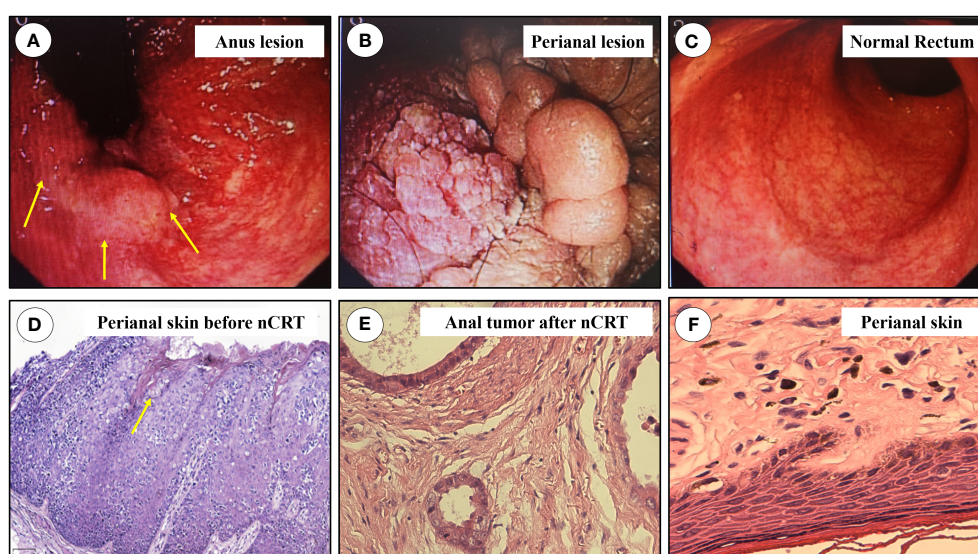 A
Anus lesion
B
Perianal lesion
C
Normal Rectum
D
Perianal skin before nCRT
E
Anal tumor after nCRT
F
Perianal skin